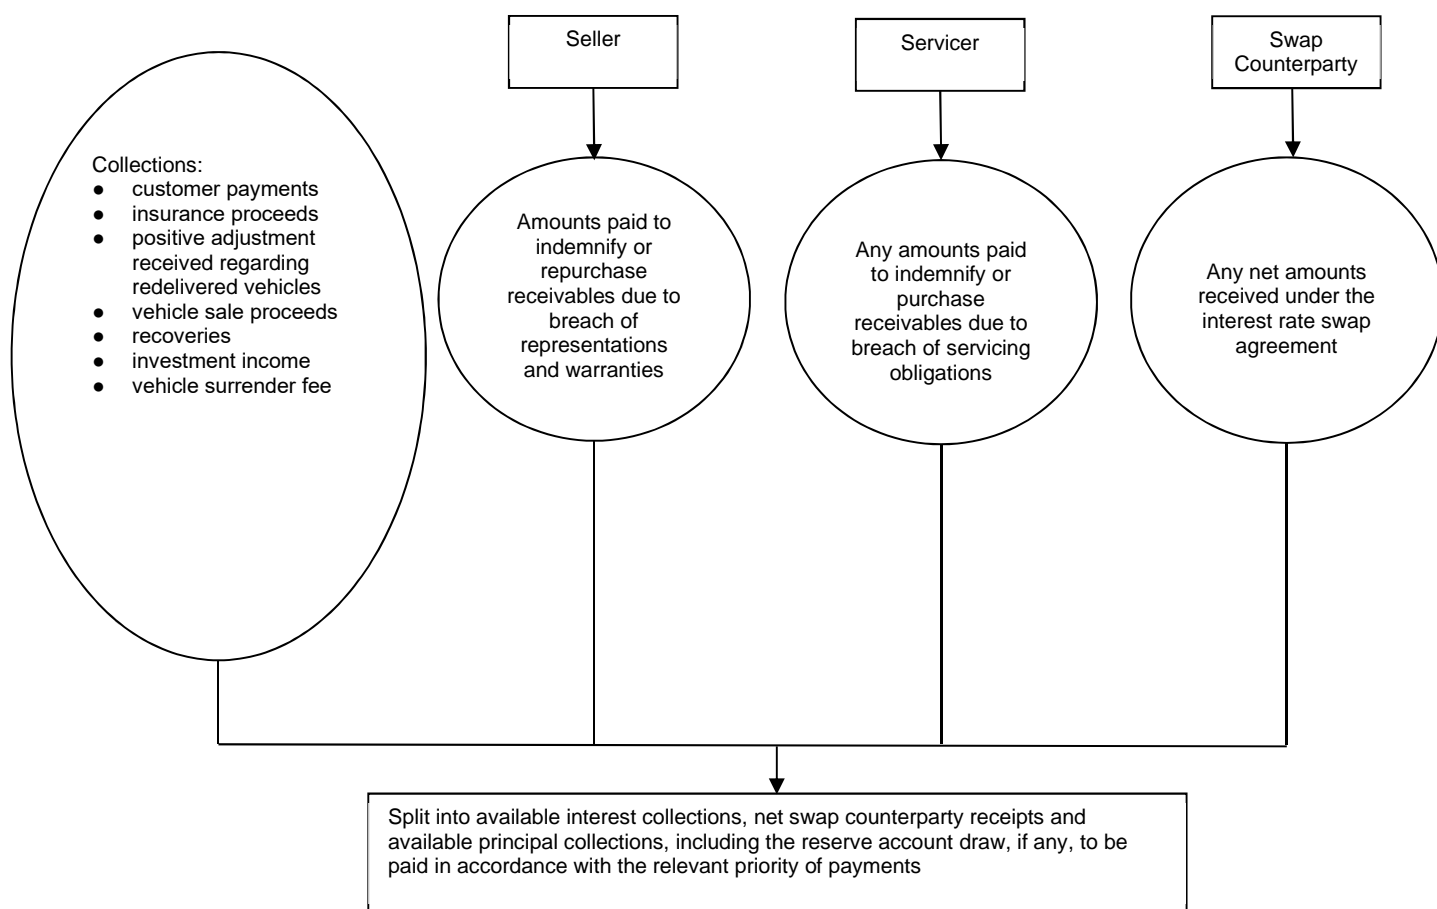 Seller
Servicer
Swap
Counterparty
Collections:
● customer payments
● insurance proceeds
● positive adjustment
received regarding
redelivered vehicles
● vehicle sale proceeds
● recoveries
● investment income
● vehicle surrender fee
Amounts paid to
indemnify or
repurchase
receivables due to
breach of
representations
and warranties
Any amounts paid
to indemnify or
purchase
receivables due to
breach of servicing
obligations
Any net amounts
received under the
interest rate swap
agreement
Split into available interest collections, net swap counterparty receipts and
available principal collections, including the reserve account draw, if any, to be
paid in accordance with the relevant priority of payments